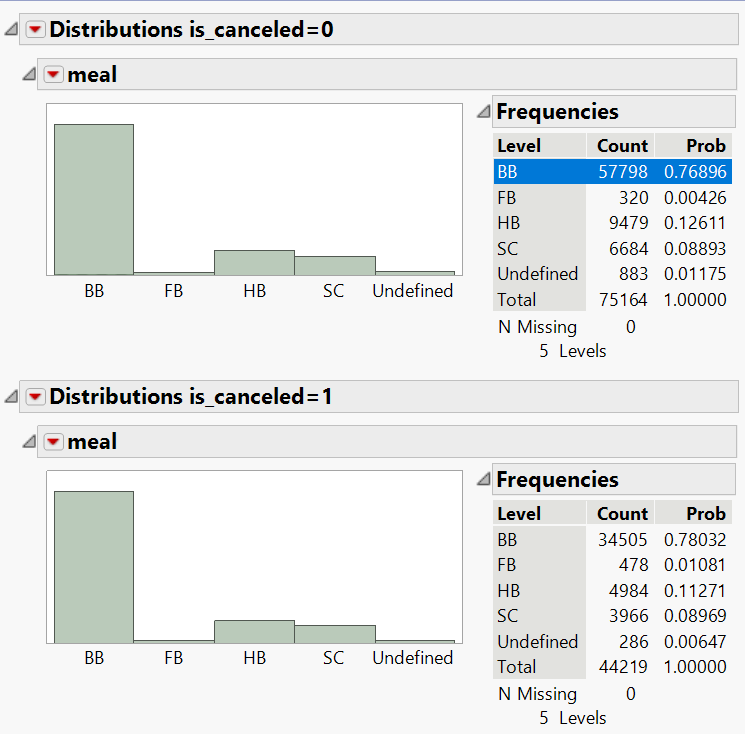 Distributions is_canceled=0
meal
BB FB HB SC Undefined
Frequencies
Level Count Prob
BB 57798 0.76896
FB 320 0.00426
HB 9479 0.12611
SC 6684 0.08893
Undefined 883 0.01175
Total 75164 1.00000
N Missing 0
5 Levels
Distributions is_canceled=1
meal
BB FB HB SC Undefined
Frequencies
Level Count Prob
BB 34505 0.78032
FB 478 0.01081
HB 4984 0.11271
SC 3966 0.08969
Undefined 286 0.00647
Total 44219 1.00000
N Missing 0
5 Levels